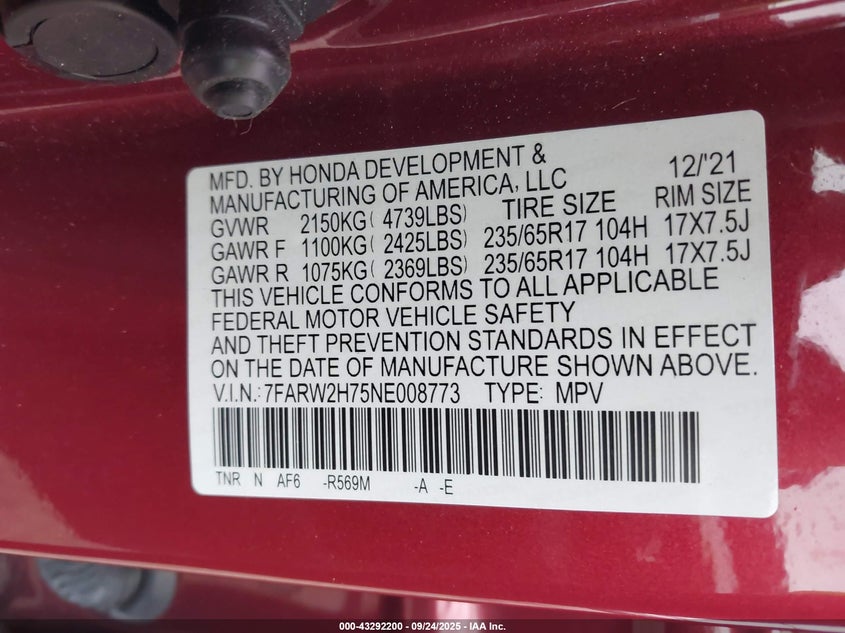 MFD. BY HONDA DEVELOPMENT & 12/'21
MANUFACTURING OF AMERICA, LLC
GVWR 2150KG( 4739LBS) TIRE SIZE RIM SIZE
GAWR F 1100KG( 2425LBS) 235/65R17 104H 17X7.5J
GAWR R 1075KG( 2369LBS) 235/65R17 104H 17X7.5J
THIS VEHICLE CONFORMS TO ALL APPLICABLE
FEDERAL MOTOR VEHICLE SAFETY
AND THEFT PREVENTION STANDARDS IN EFFECT
ON THE DATE OF MANUFACTURE SHOWN ABOVE.
V.I.N.: 7FARW2H75NE008773 TYPE: MPV
TNR N AF6 -R569M -A -E
000-43292200 - 09/24/2025 - IAA Inc.